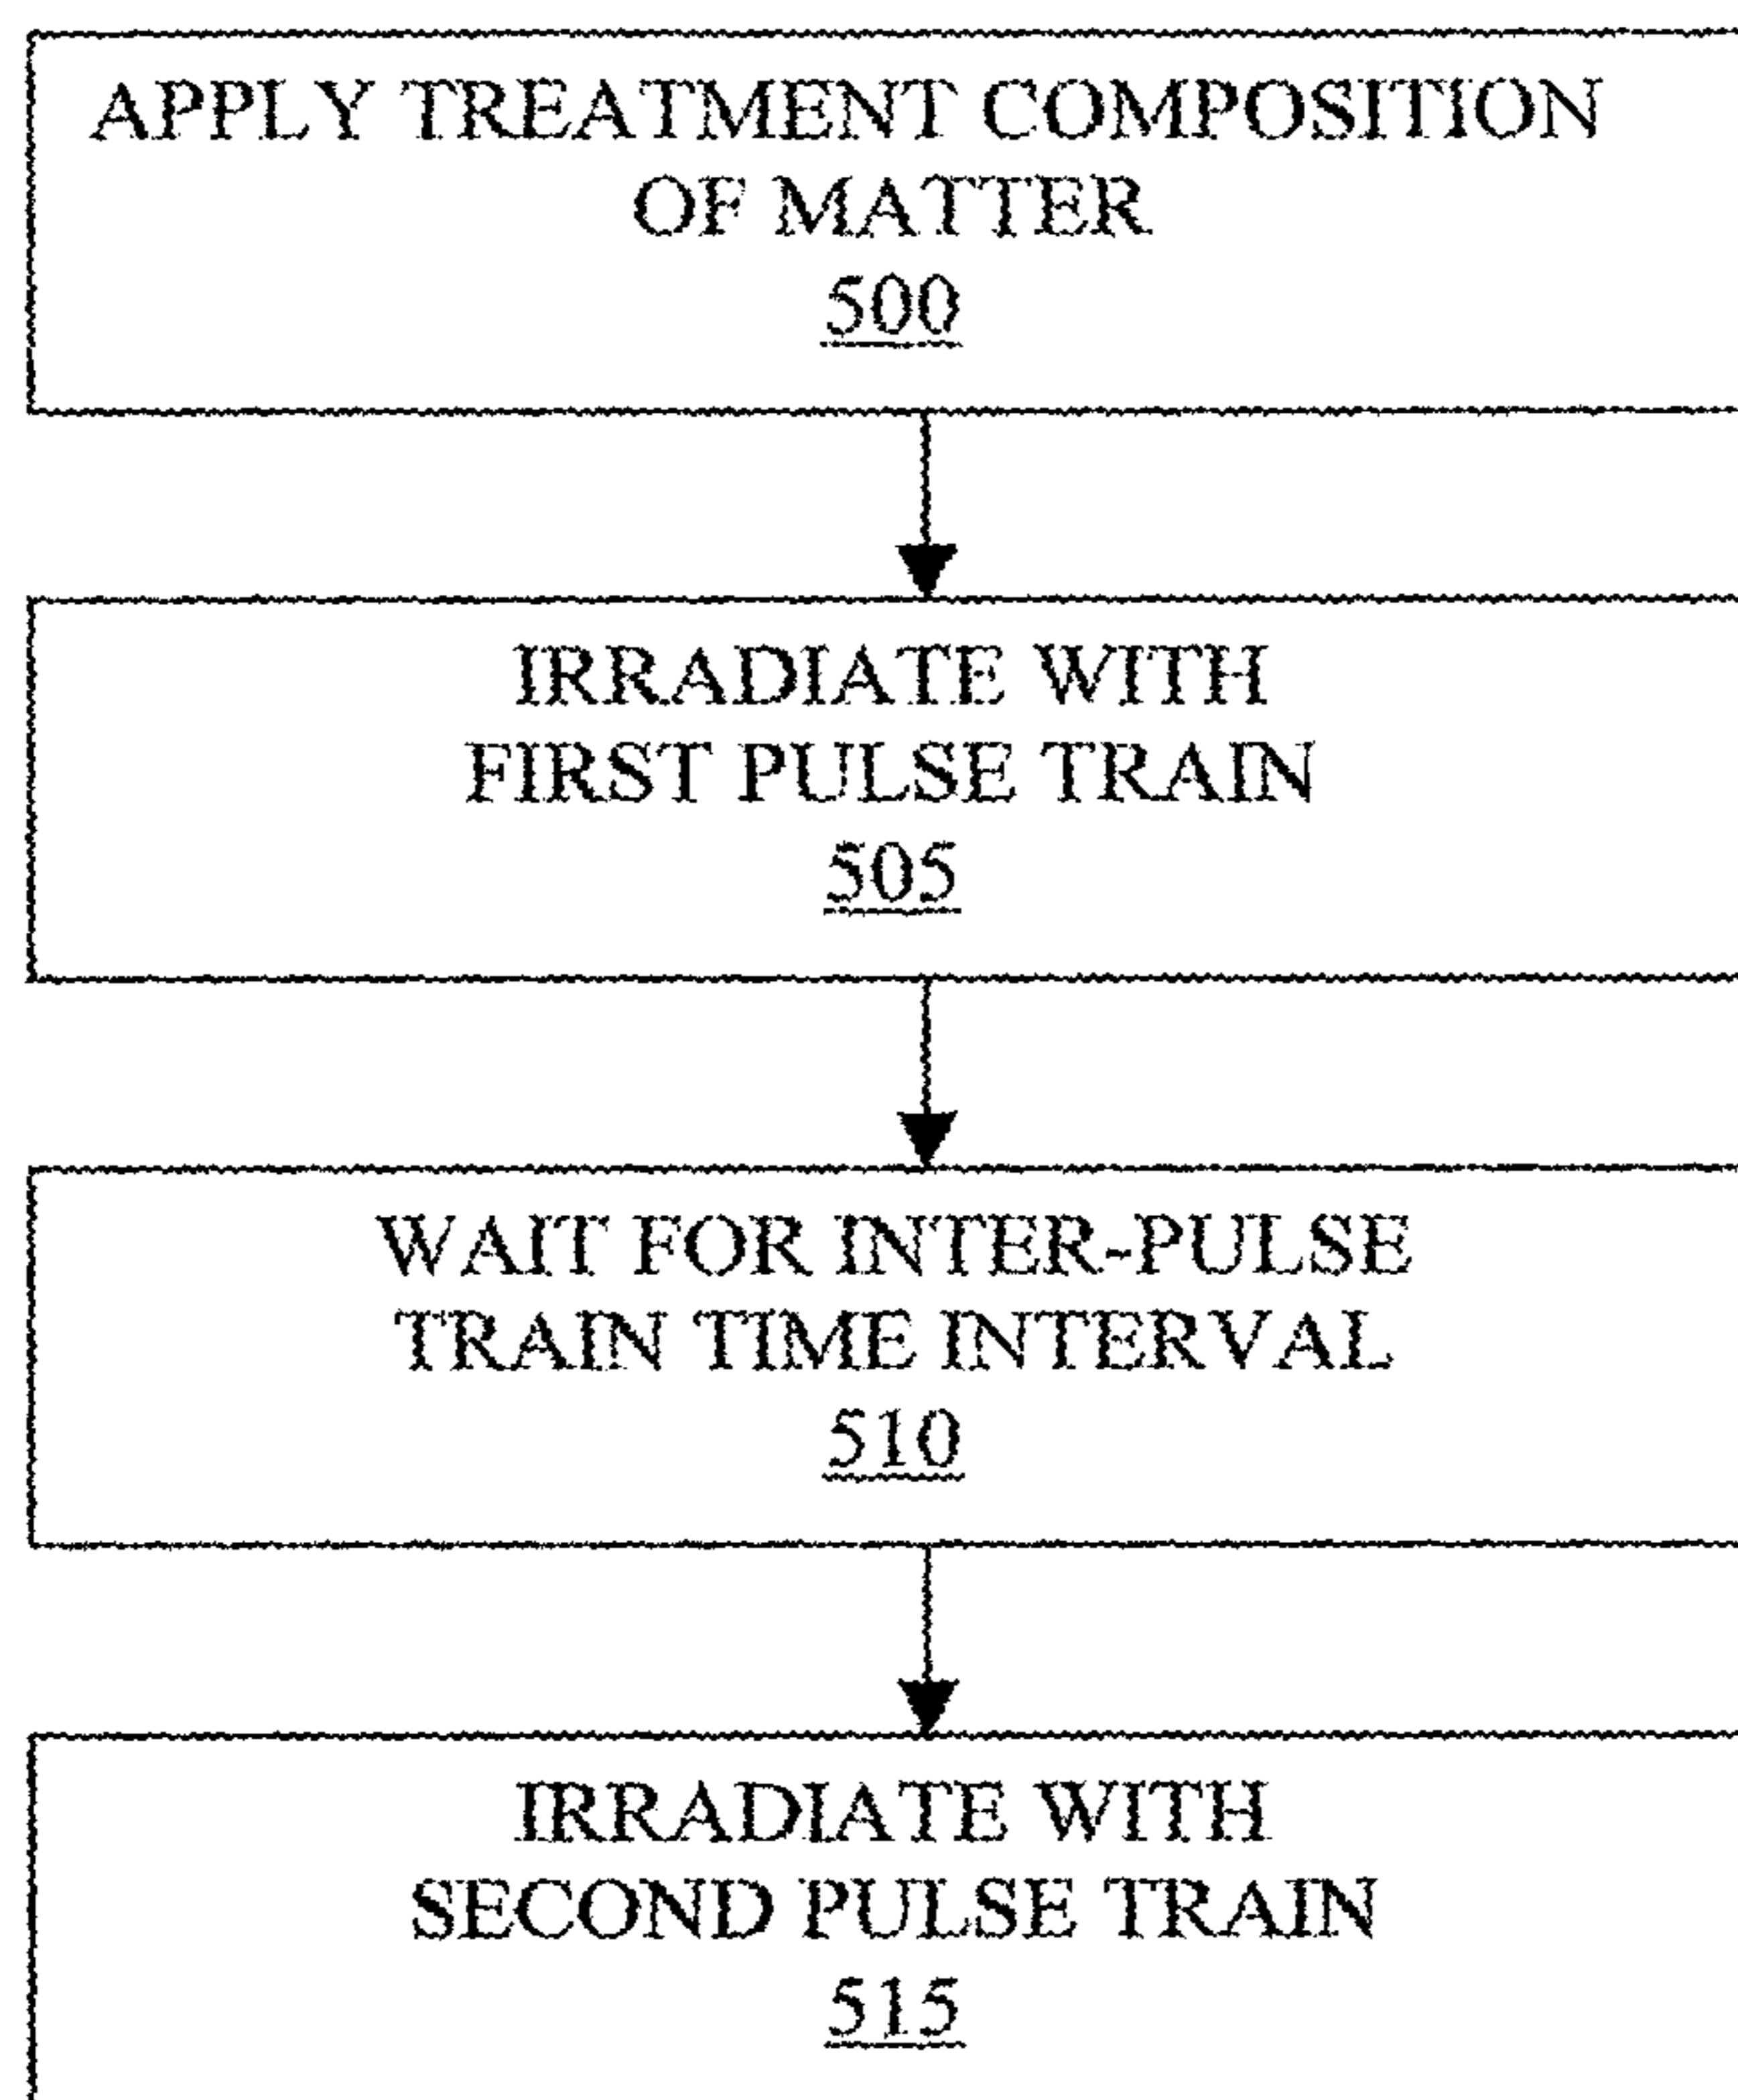 APPLY TREATMENT COMPOSITION
OF MATTER
500
IRRADIATE WITH
FIRST PULSE TRAIN
505
WAIT FOR INTER-PULSE
TRAIN TIME INTERVAL
510
IRRADIATE WITH
SECOND PULSE TRAIN
515